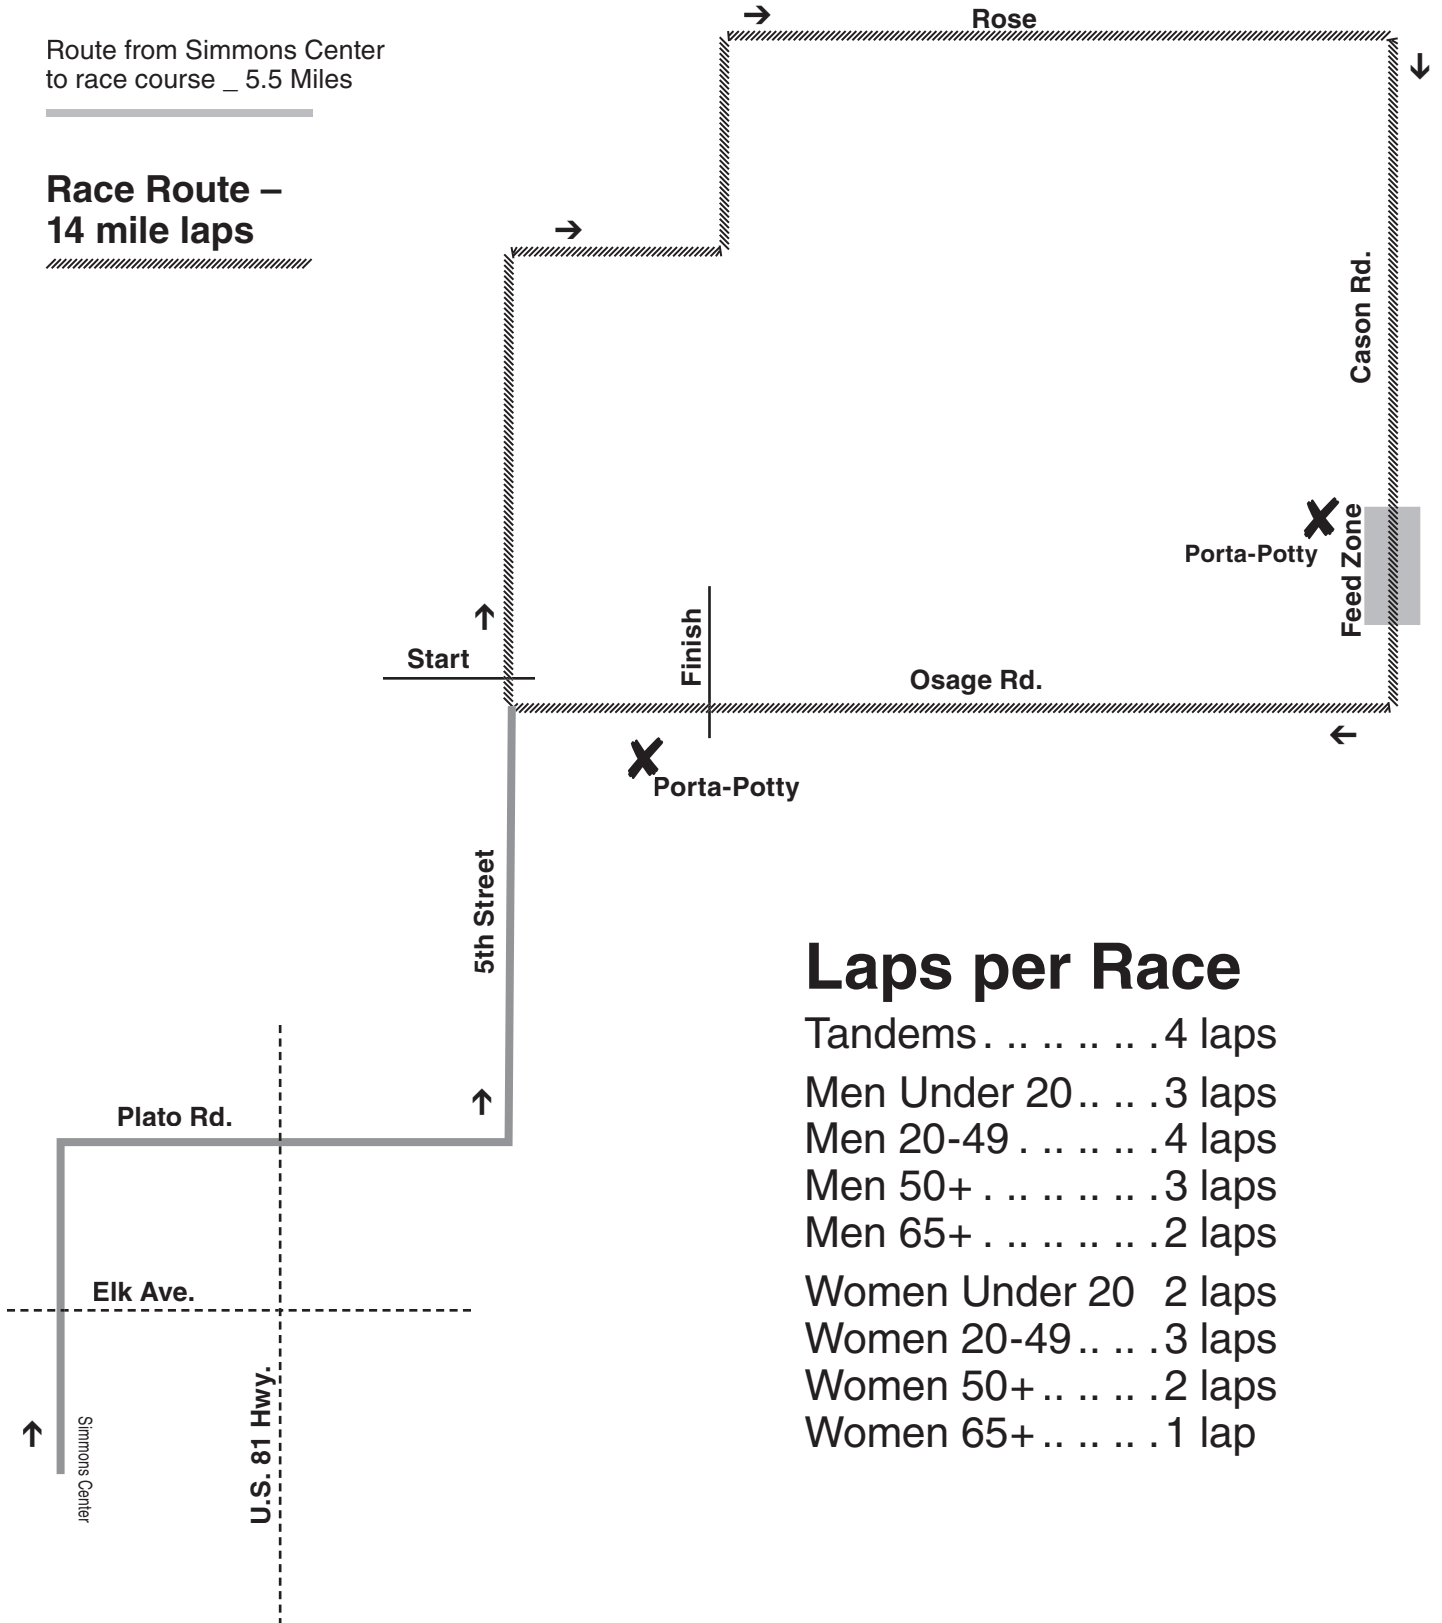 Route from Simmons Center
to race course _ 5.5 Miles
Race Route –
14 mile laps
Rose
Cason Rd.
Porta-Potty
Feed Zone
Start
Finish
Osage Rd.
Porta-Potty
5th Street
Plato Rd.
Elk Ave.
U.S. 81 Hwy.
Simmons Center
Laps per Race
Tandems . .. .. .. .. . 4 laps
Men Under 20 .. .. . 3 laps
Men 20-49 . .. .. .. . 4 laps
Men 50+ . .. .. .. .. . 3 laps
Men 65+ . .. .. .. .. . 2 laps
Women Under 20 2 laps
Women 20-49 .. .. . 3 laps
Women 50+ .. .. .. . 2 laps
Women 65+ .. .. .. . 1 lap